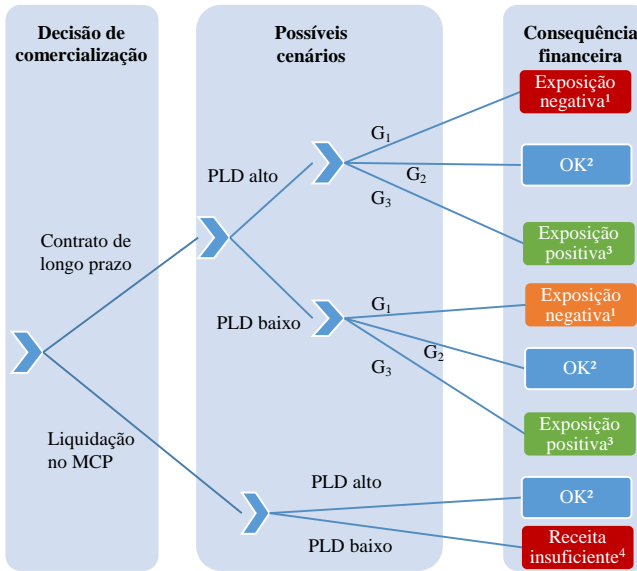 Decisão de
comercialização
Possíveis
cenários
Consequência
financeira
Exposição
negativa¹
G₁
PLD alto
G₂
OK²
G₃
Contrato de
longo prazo
Exposição
positiva³
G₁
Exposição
negativa¹
PLD baixo
G₂
OK²
G₃
Exposição
positiva³
Liquidação
no MCP
PLD alto
OK²
PLD baixo
Receita
insuficiente⁴